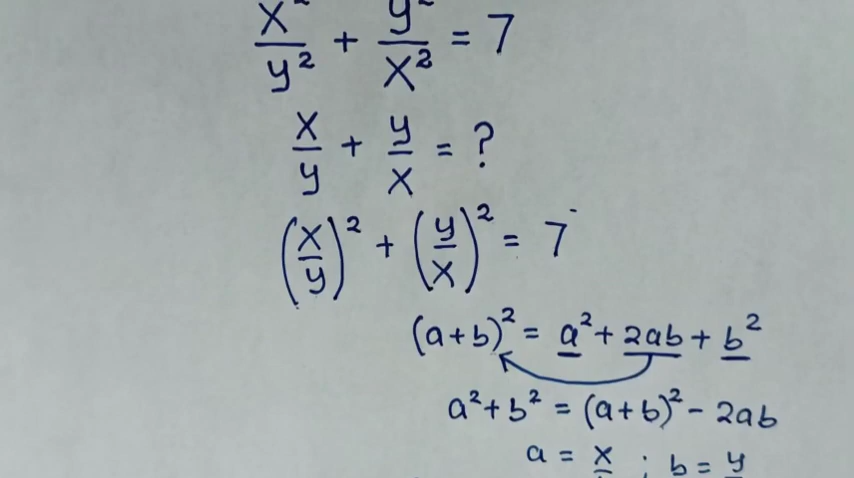 x²/y² + y²/x² = 7
x/y + y/x = ?
(x/y)² + (y/x)² = 7
(a+b)² = a² + 2ab + b²
a² + b² = (a+b)² - 2ab
a = x ; b = y